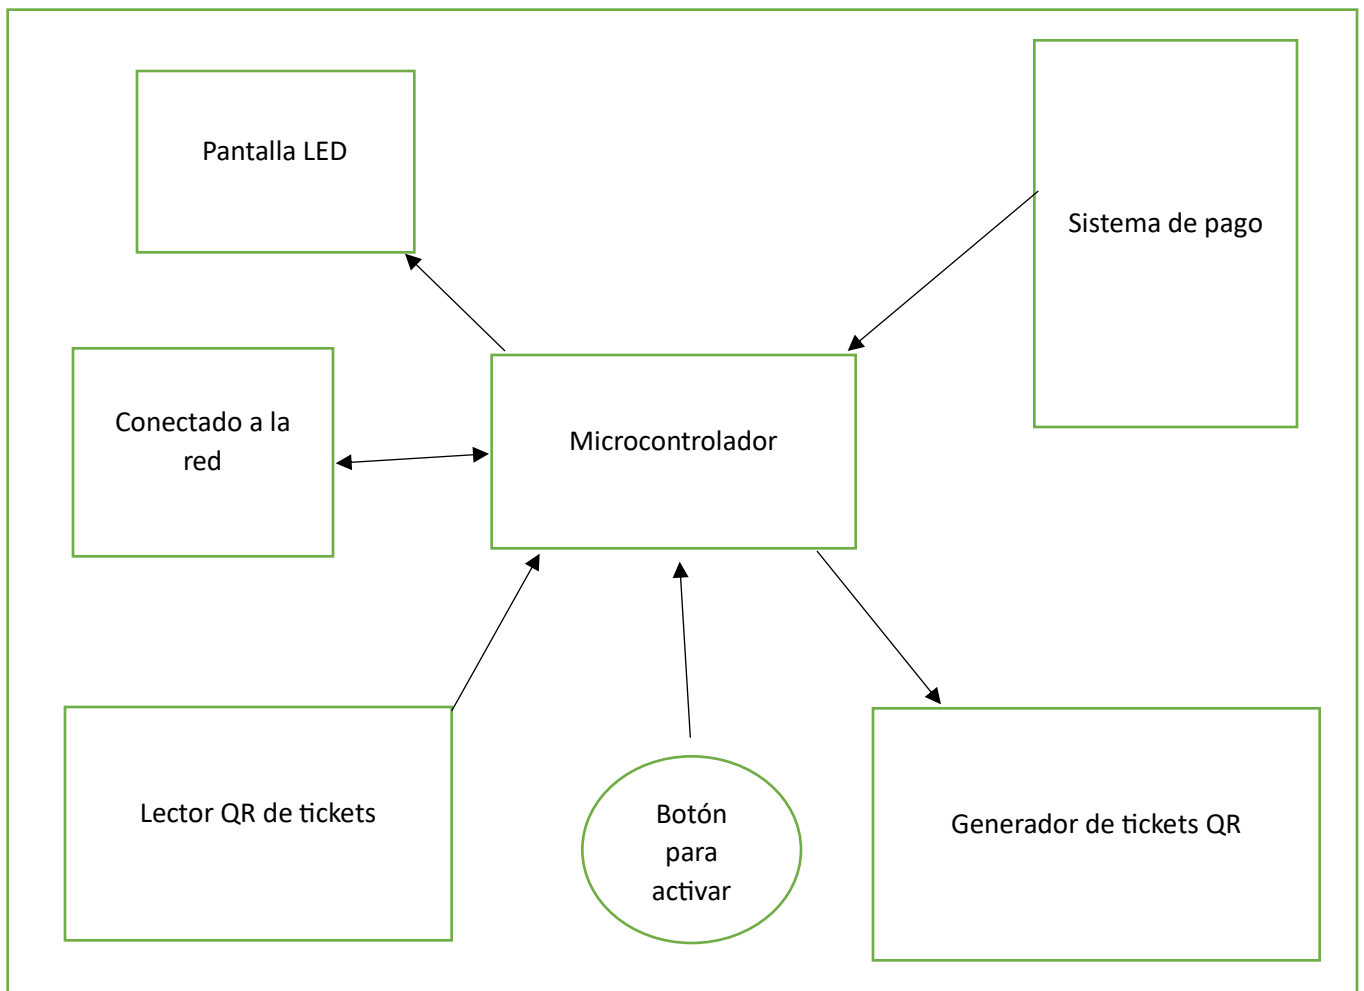 Pantalla LED
Sistema de pago
Conectado a la
red
Microcontrolador
Lector QR de tickets
Botón
para
activar
Generador de tickets QR